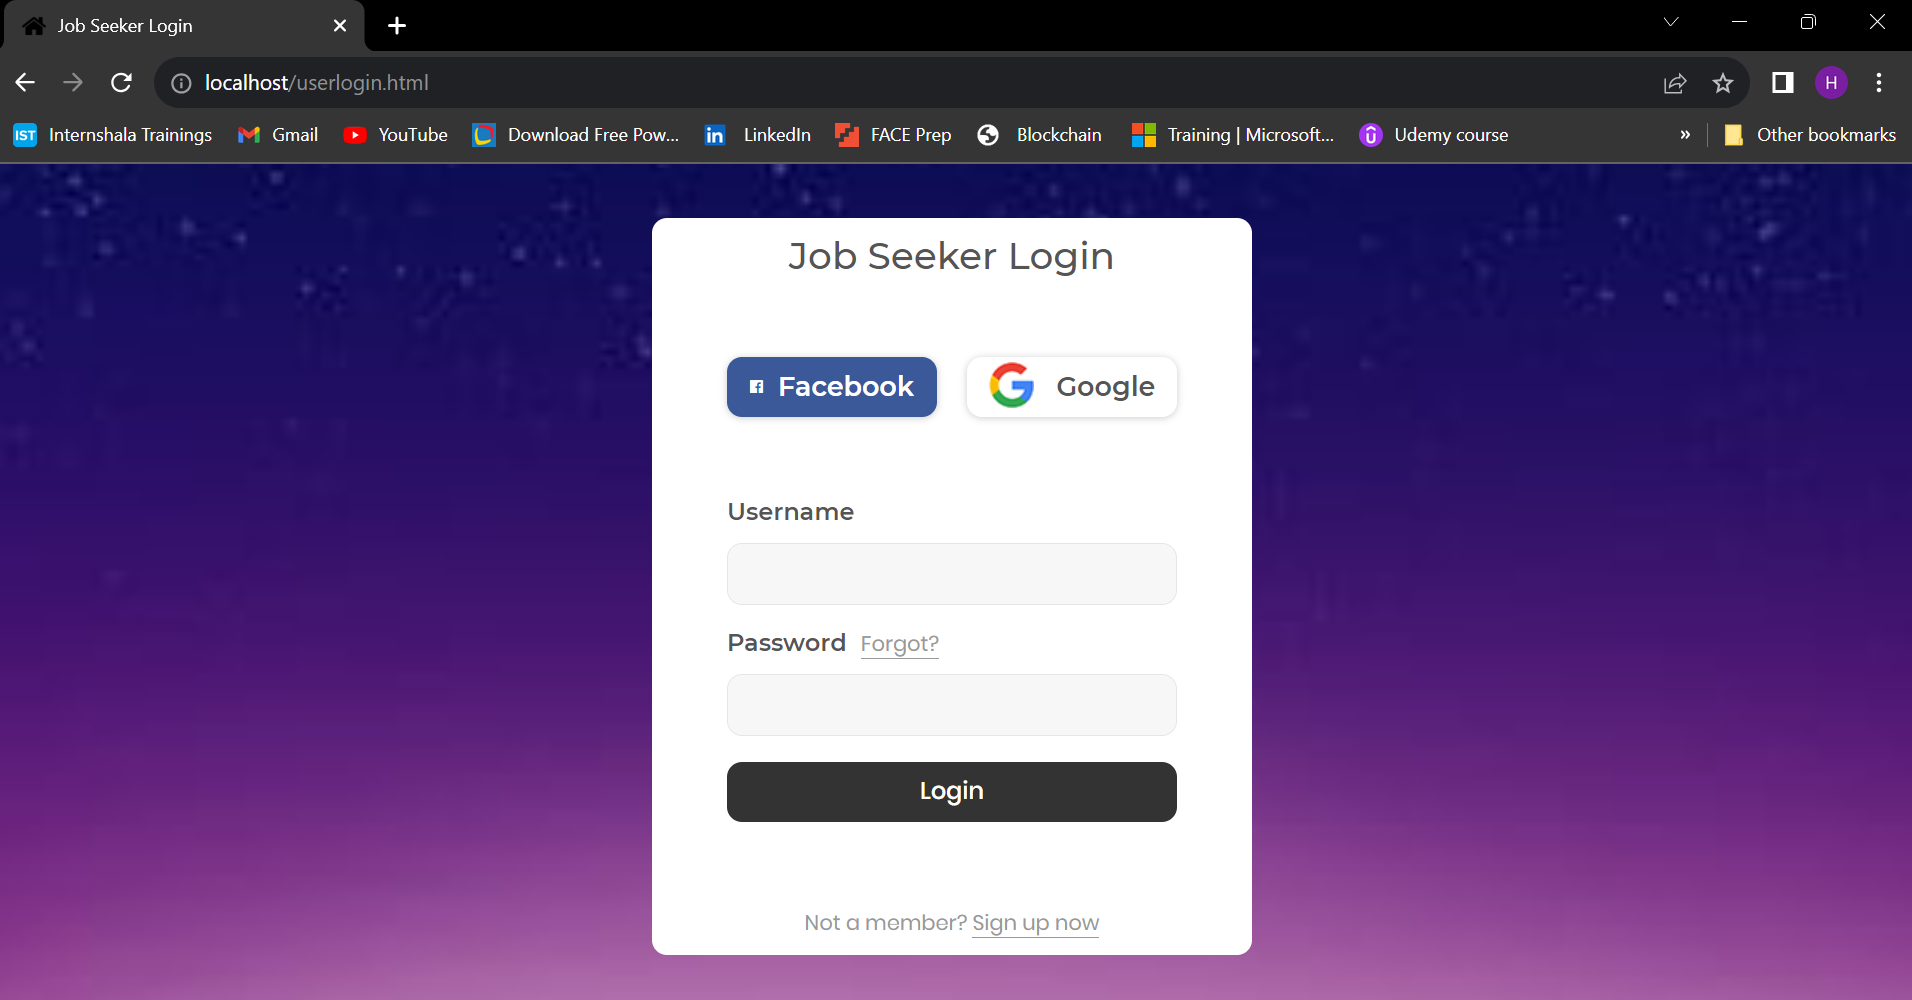 Job Seeker Login
localhost/userlogin.html
H
IST Internshala Trainings Gmail YouTube Download Free Pow... in LinkedIn FACE Prep Blockchain Training | Microsoft... Udemy course » Other bookmarks
Job Seeker Login
Facebook Google
Username
Password Forgot?
Login
Not a member? Sign up now